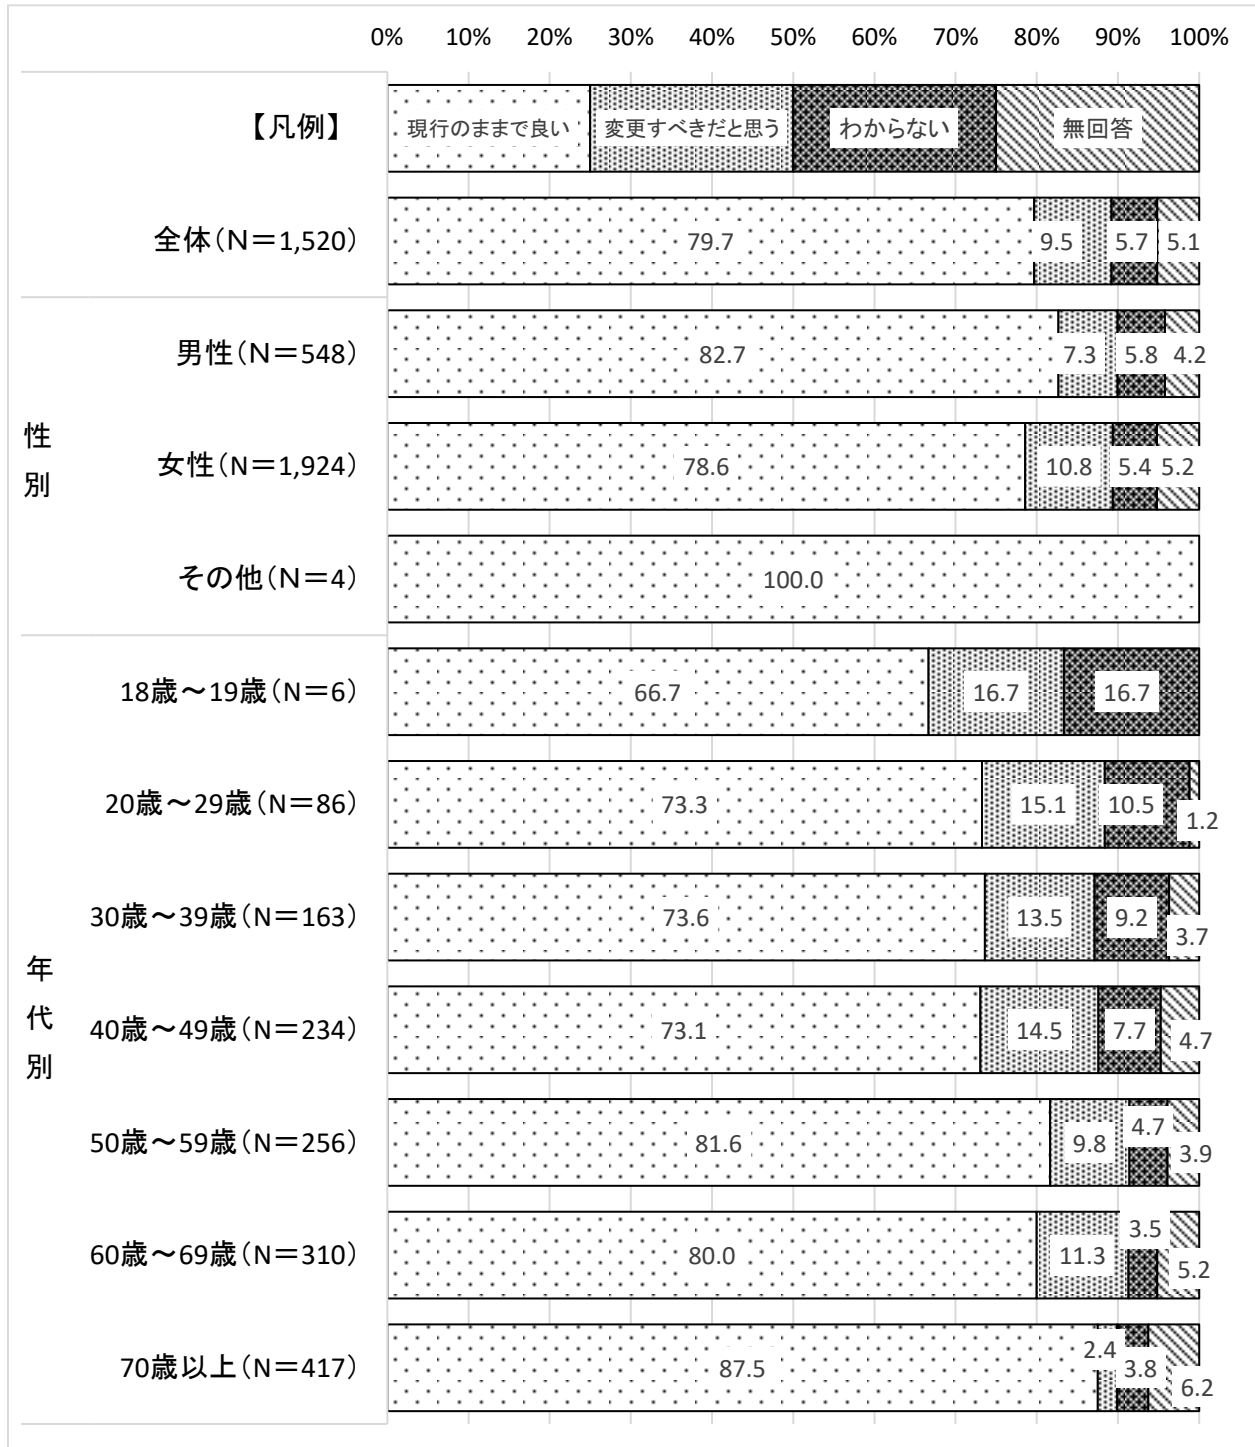 0% 10% 20% 30% 40% 50% 60% 70% 80% 90% 100%
【凡例】 現行のままで良い 変更すべきだと思う わからない 無回答
全体(N＝1,520) 79.7 9.5 5.7 5.1
性別
男性(N＝548) 82.7 7.3 5.8 4.2
女性(N＝1,924) 78.6 10.8 5.4 5.2
その他(N＝4) 100.0
年代別
18歳～19歳(N＝6) 66.7 16.7 16.7
20歳～29歳(N＝86) 73.3 15.1 10.5 1.2
30歳～39歳(N＝163) 73.6 13.5 9.2 3.7
40歳～49歳(N＝234) 73.1 14.5 7.7 4.7
50歳～59歳(N＝256) 81.6 9.8 4.7 3.9
60歳～69歳(N＝310) 80.0 11.3 3.5 5.2
70歳以上(N＝417) 87.5 2.4 3.8 6.2